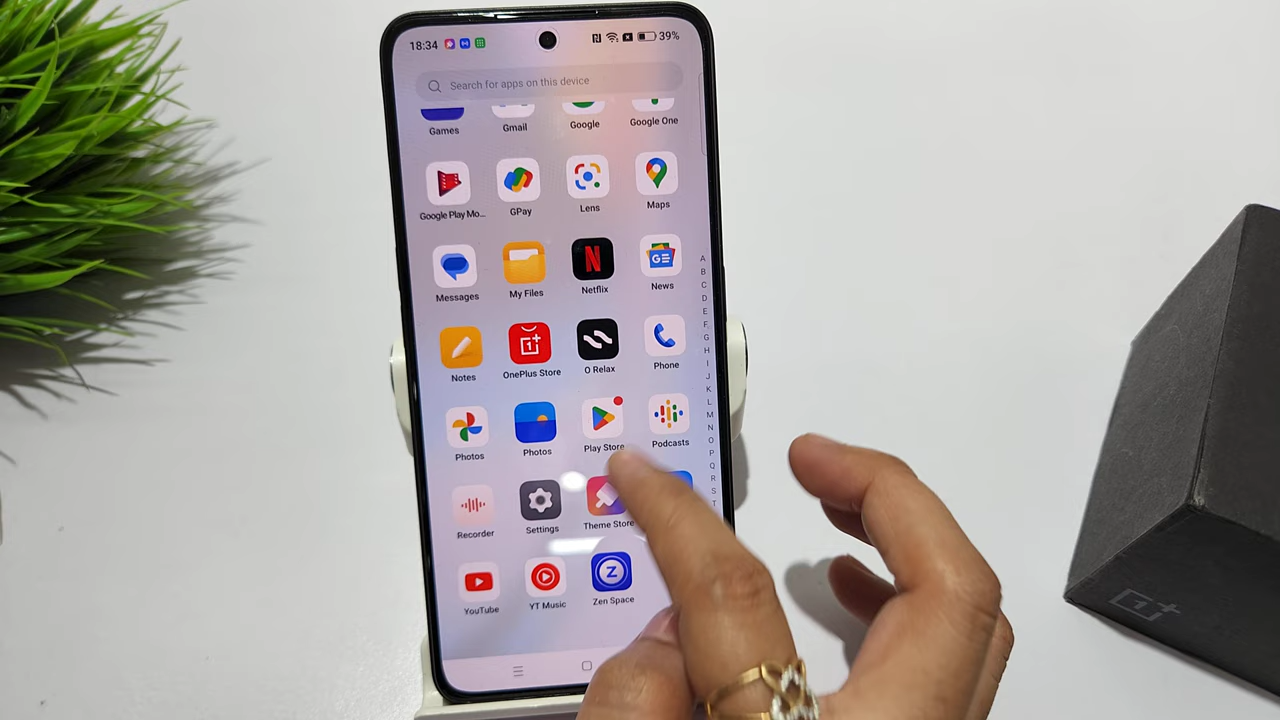 18:34 39%
Search for apps on this device
Games Gmail Google Google One
Google Play Mo... GPay Lens Maps
Messages My Files Netflix News
Notes OnePlus Store O Relax Phone
Photos Photos Play Store Podcasts
Recorder Settings Theme Store
YouTube YT Music Zen Space
A
B
C
D
E
F
G
H
I
J
K
L
M
N
O
P
Q
R
S
T